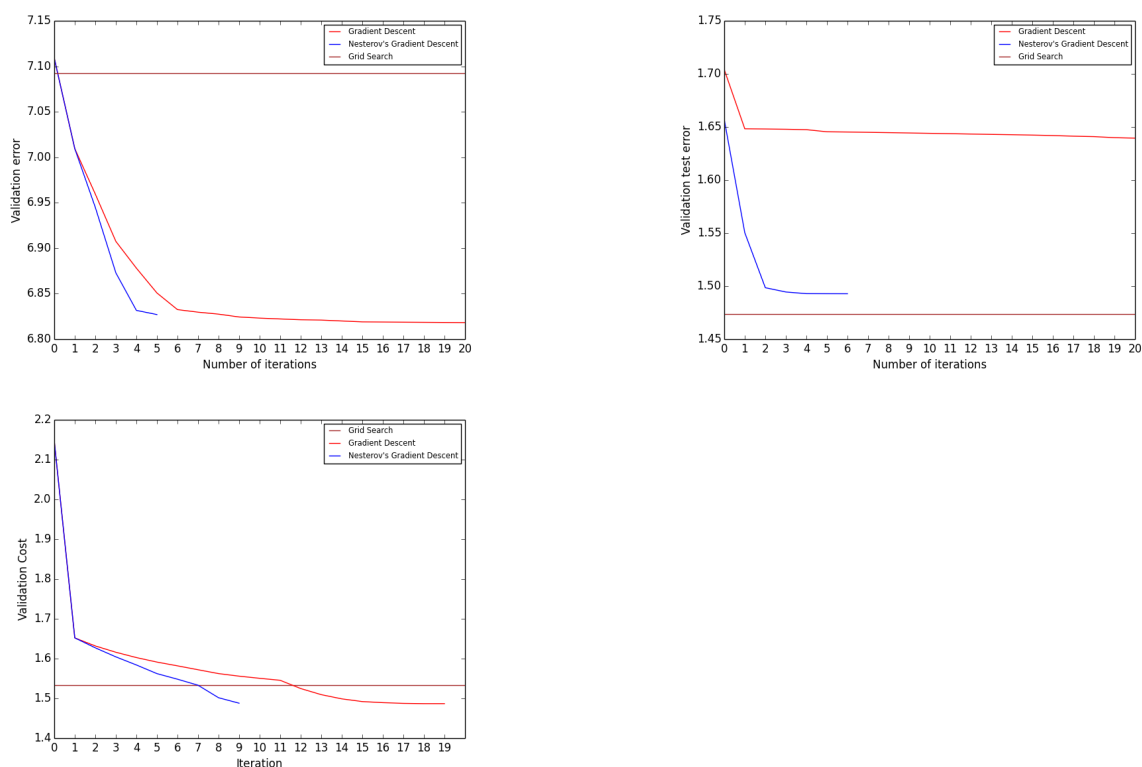 7.15
7.10
7.05
7.00
6.95
6.90
6.85
6.80
Validation error
Gradient Descent
Nesterov's Gradient Descent
Grid Search
0 1 2 3 4 5 6 7 8 9 10 11 12 13 14 15 16 17 18 19 20
Number of iterations
1.75
1.70
1.65
1.60
1.55
1.50
1.45
Validation test error
Gradient Descent
Nesterov's Gradient Descent
Grid Search
0 1 2 3 4 5 6 7 8 9 10 11 12 13 14 15 16 17 18 19 20
Number of iterations
2.2
2.1
2.0
1.9
1.8
1.7
1.6
1.5
1.4
Validation Cost
Grid Search
Gradient Descent
Nesterov's Gradient Descent
0 1 2 3 4 5 6 7 8 9 10 11 12 13 14 15 16 17 18 19
Iteration